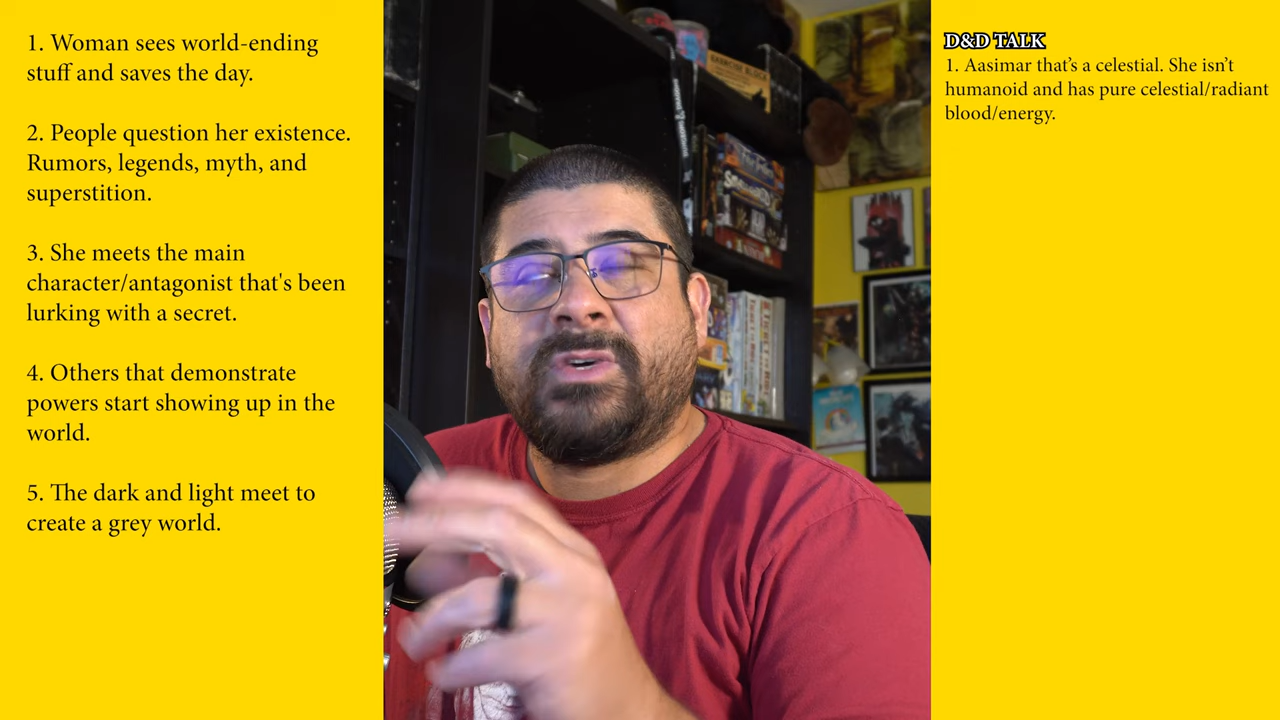 1. Woman sees world-ending
stuff and saves the day.
2. People question her existence.
Rumors, legends, myth, and
superstition.
3. She meets the main
character/antagonist that's been
lurking with a secret.
4. Others that demonstrate
powers start showing up in the
world.
5. The dark and light meet to
create a grey world.
D&D TALK
1. Aasimar that’s a celestial. She isn’t
humanoid and has pure celestial/radiant
blood/energy.